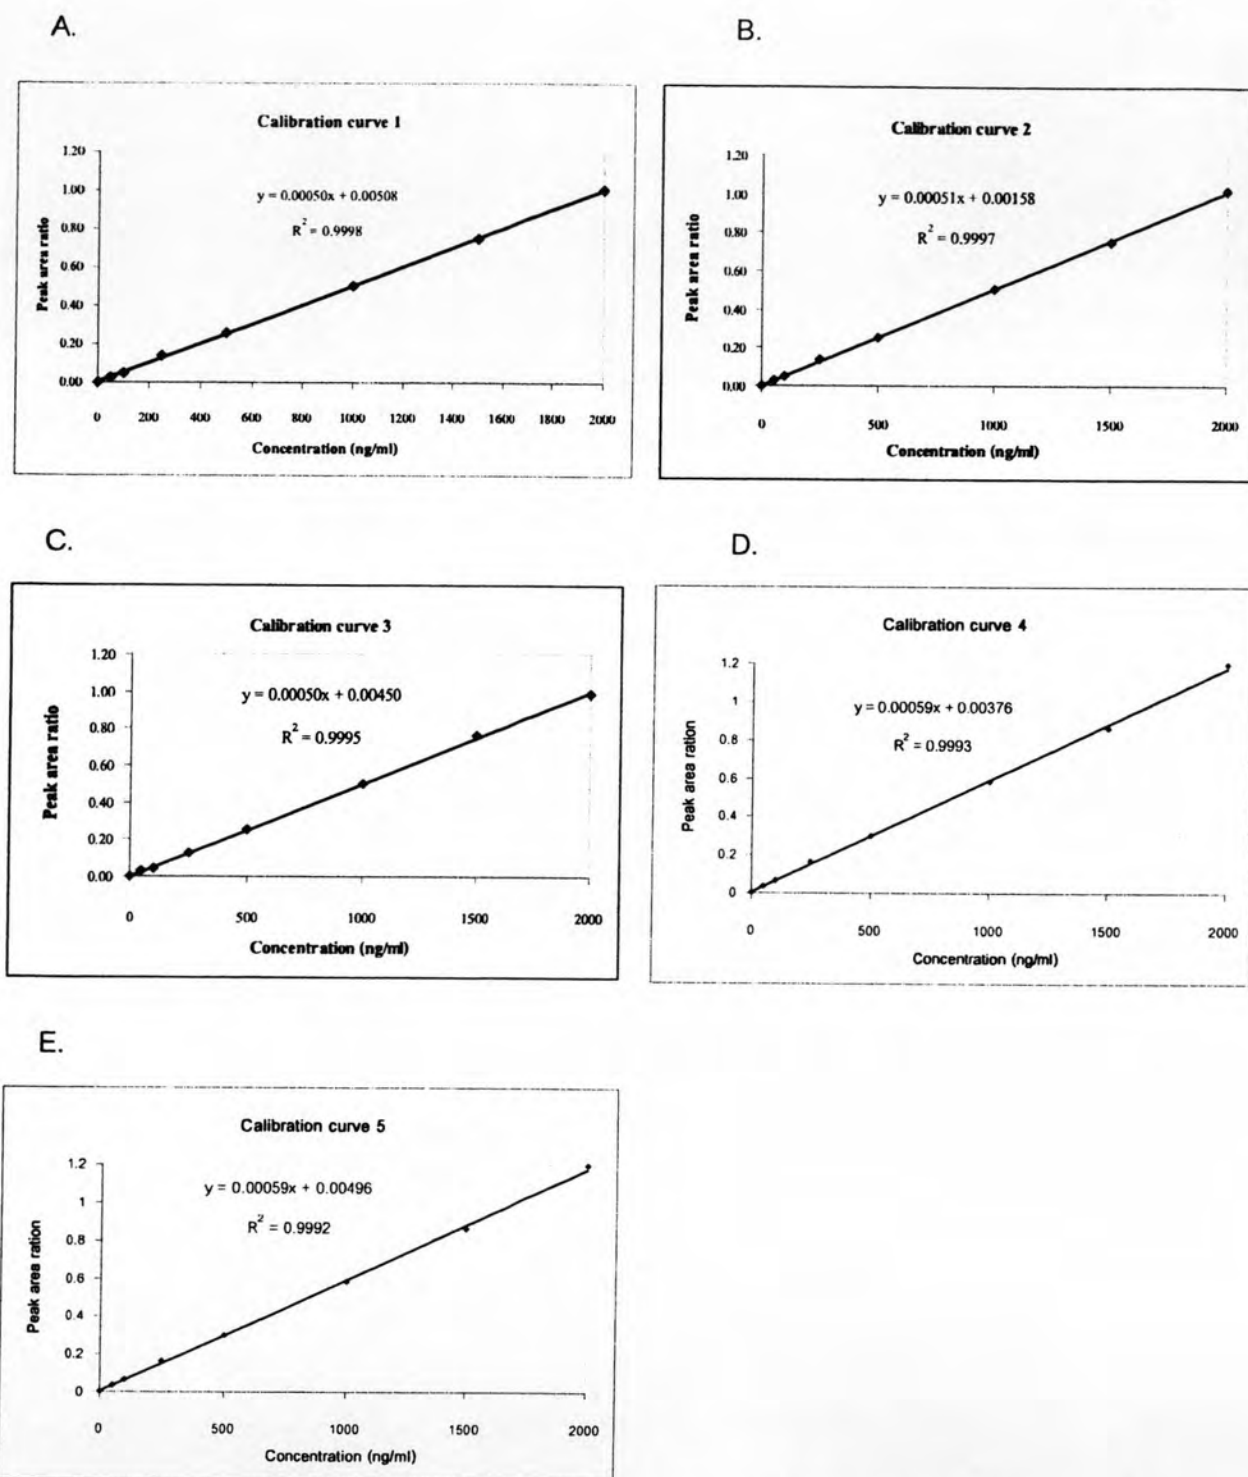 A.
Calibration curve 1
y = 0.00050x + 0.00508
R² = 0.9998
Peak area ratio
1.20
1.00
0.80
0.60
0.40
0.20
0.00
0 200 400 600 800 1000 1200 1400 1600 1800 2000
Concentration (ng/ml)
B.
Calibration curve 2
y = 0.00051x + 0.00158
R² = 0.9997
Peak area ratio
1.20
1.00
0.80
0.60
0.40
0.20
0.00
0 500 1000 1500 2000
Concentration (ng/ml)
C.
Calibration curve 3
y = 0.00050x + 0.00450
R² = 0.9995
Peak area ratio
1.20
1.00
0.80
0.60
0.40
0.20
0.00
0 500 1000 1500 2000
Concentration (ng/ml)
D.
Calibration curve 4
y = 0.00059x + 0.00376
R² = 0.9993
Peak area ration
1.2
1
0.8
0.6
0.4
0.2
0
0 500 1000 1500 2000
Concentration (ng/ml)
E.
Calibration curve 5
y = 0.00059x + 0.00496
R² = 0.9992
Peak area ration
1.2
1
0.8
0.6
0.4
0.2
0
0 500 1000 1500 2000
Concentration (ng/ml)